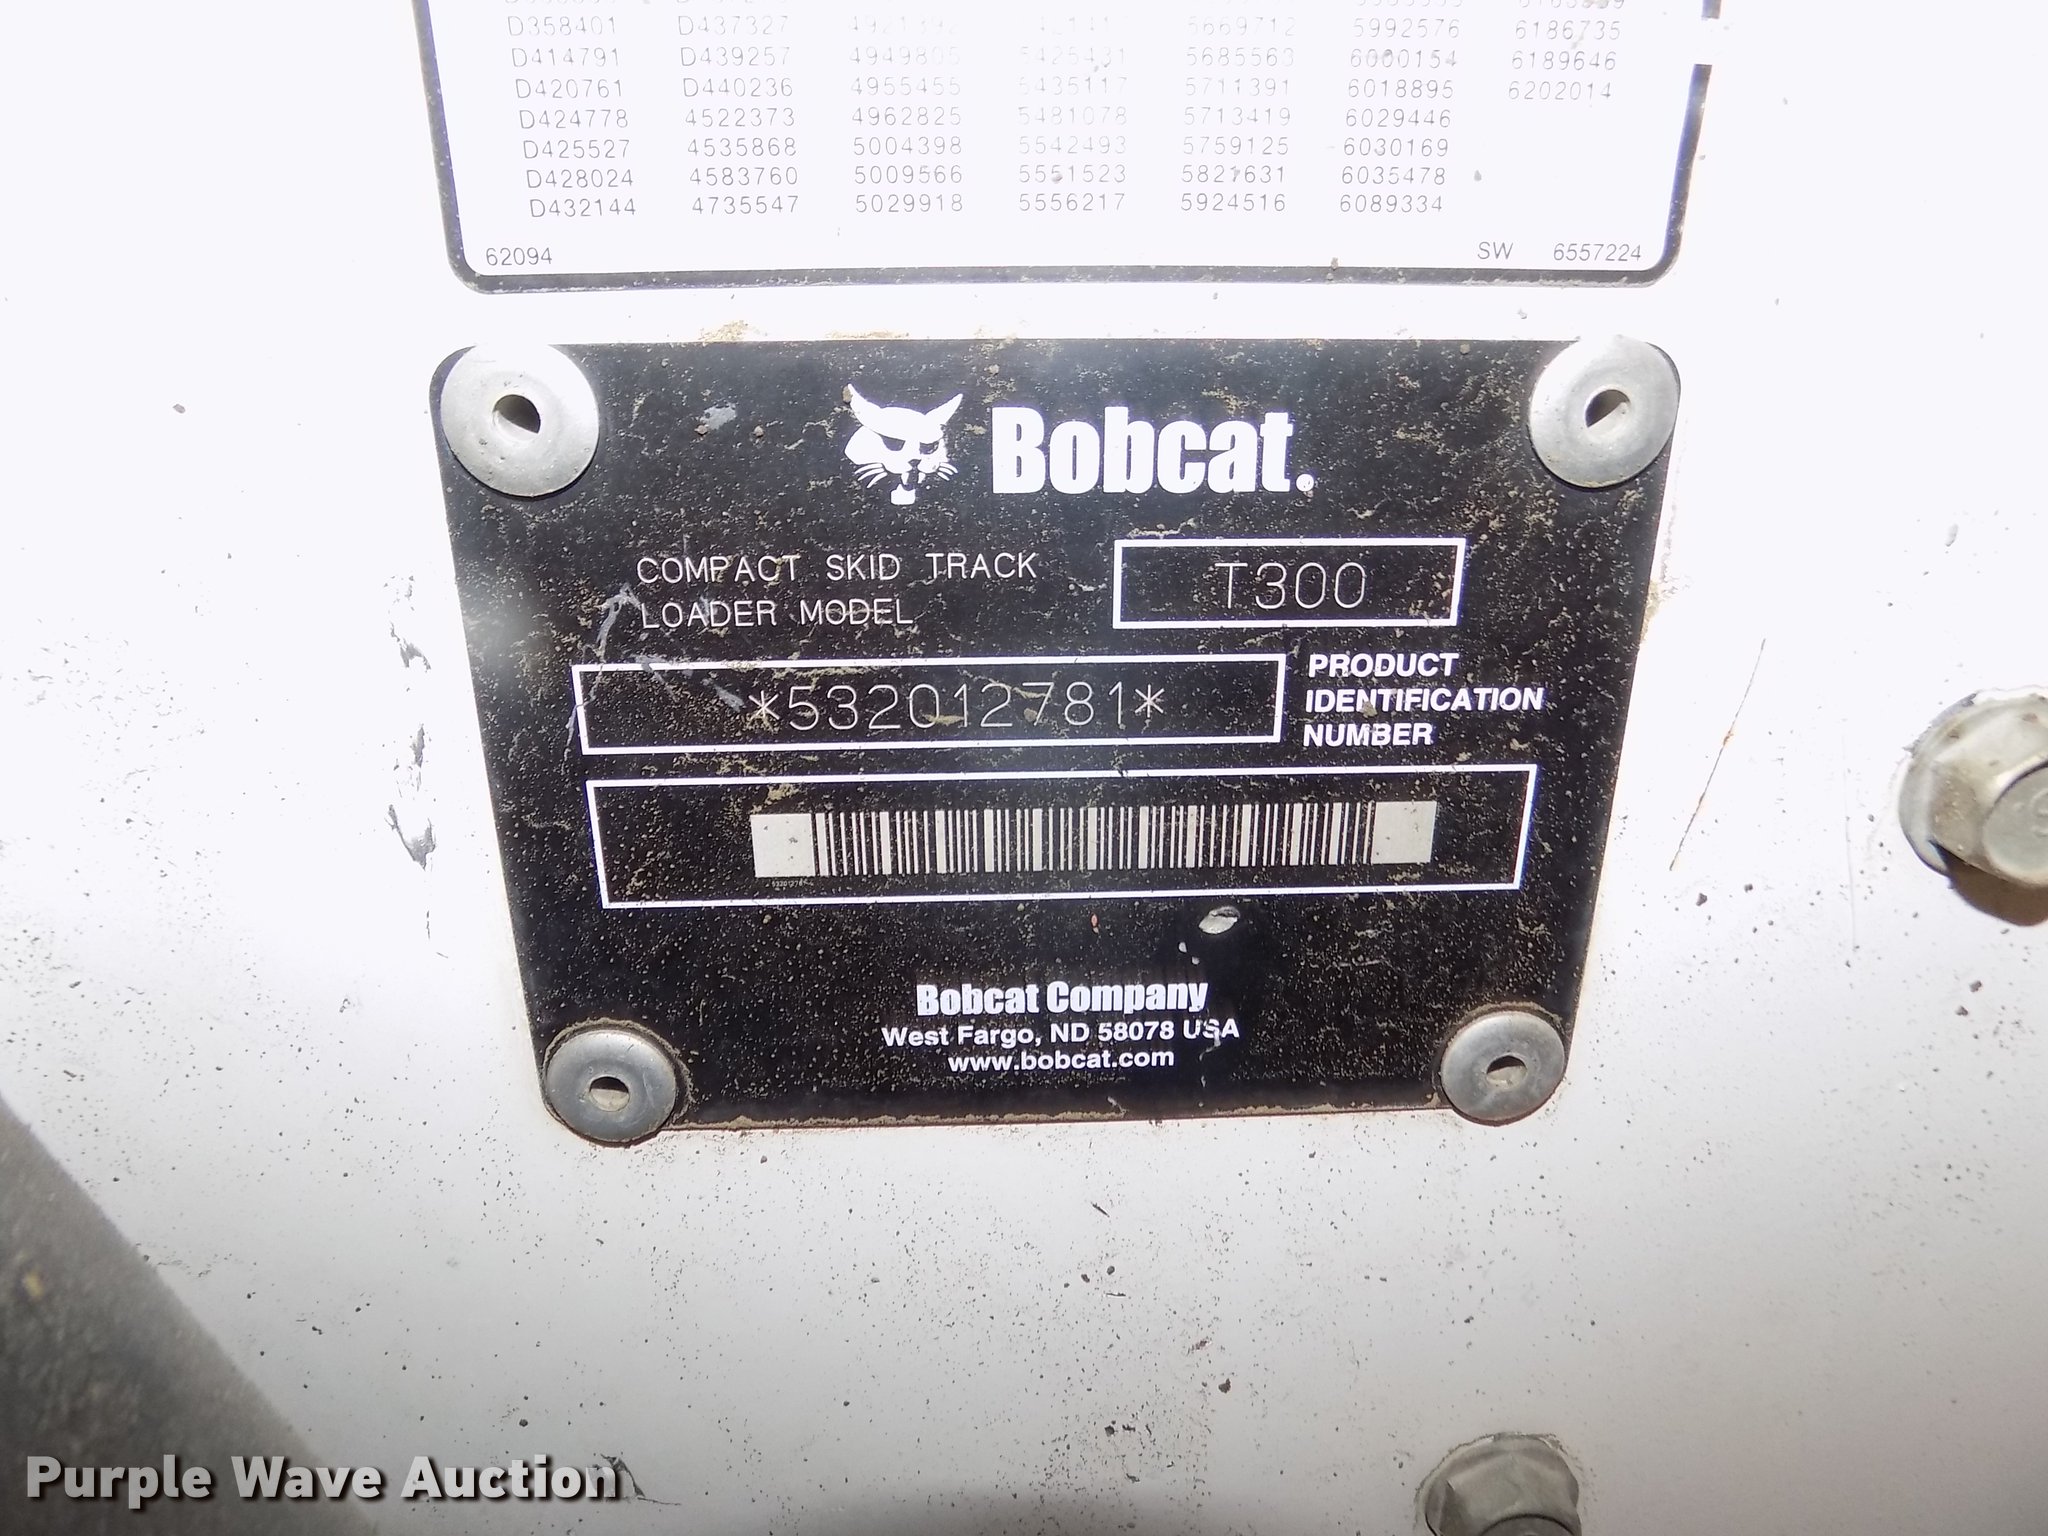 D358401 D437327 5669712 5992576 6186735
D414791 D439257 4949805 5425431 5685563 6000154 6189646
D420761 D440236 4955455 5435117 5711391 6018895 6202014
D424778 4522373 4962825 5481078 5713419 6029446
D425527 4535868 5004398 5542493 5759125 6030169
D428024 4583760 5009566 5551523 5821631 6035478
D432144 4735547 5029918 5556217 5924516 6089334
62094 SW 6557224
Bobcat.
COMPACT SKID TRACK
LOADER MODEL
T300
*532012781*
PRODUCT
IDENTIFICATION
NUMBER
Bobcat Company
West Fargo, ND 58078 USA
www.bobcat.com
Purple Wave Auction